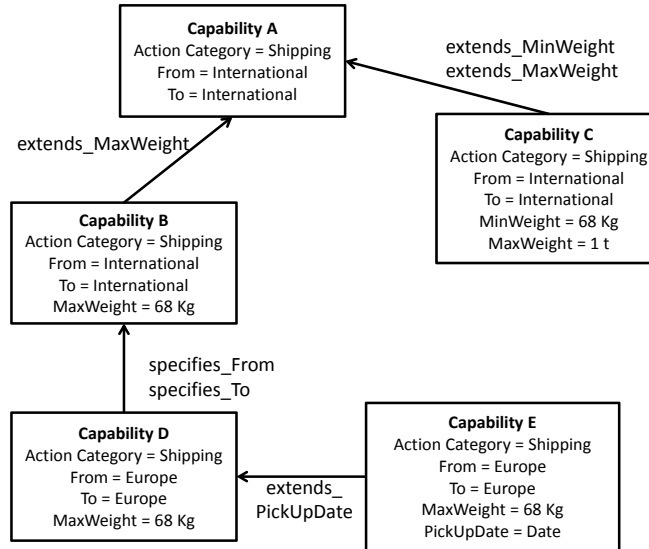 Capability A
Action Category = Shipping
From = International
To = International
extends_MinWeight
extends_MaxWeight
extends_MaxWeight
Capability C
Action Category = Shipping
From = International
To = International
MinWeight = 68 Kg
MaxWeight = 1 t
Capability B
Action Category = Shipping
From = International
To = International
MaxWeight = 68 Kg
specifies_From
specifies_To
Capability D
Action Category = Shipping
From = Europe
To = Europe
MaxWeight = 68 Kg
extends_
PickUpDate
Capability E
Action Category = Shipping
From = Europe
To = Europe
MaxWeight = 68 Kg
PickUpDate = Date